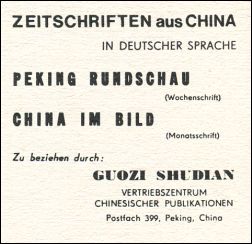 ZEITSCHRIFTEN aus CHINA
IN DEUTSCHER SPRACHE
PEKING RUNDSCHAU
(Wochenschrift)
CHINA IM BILD
(Monatsschrift)
Zu beziehen durch:
GUOZI SHUDIAN
VERTRIEBSZENTRUM
CHINESISCHER PUBLIKATIONEN
Postfach 399, Peking, China